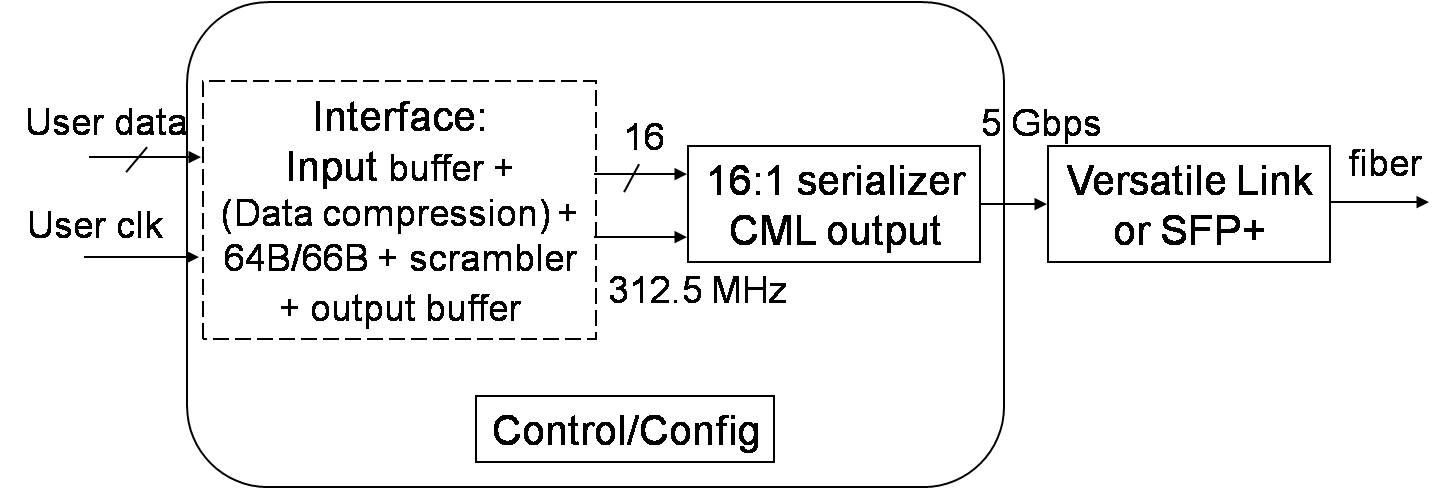 User data
User clk
Interface:
Input buffer +
(Data compression) +
64B/66B + scrambler
+ output buffer
16
312.5 MHz
16:1 serializer
CML output
5 Gbps
Versatile Link
or SFP+
fiber
Control/Config